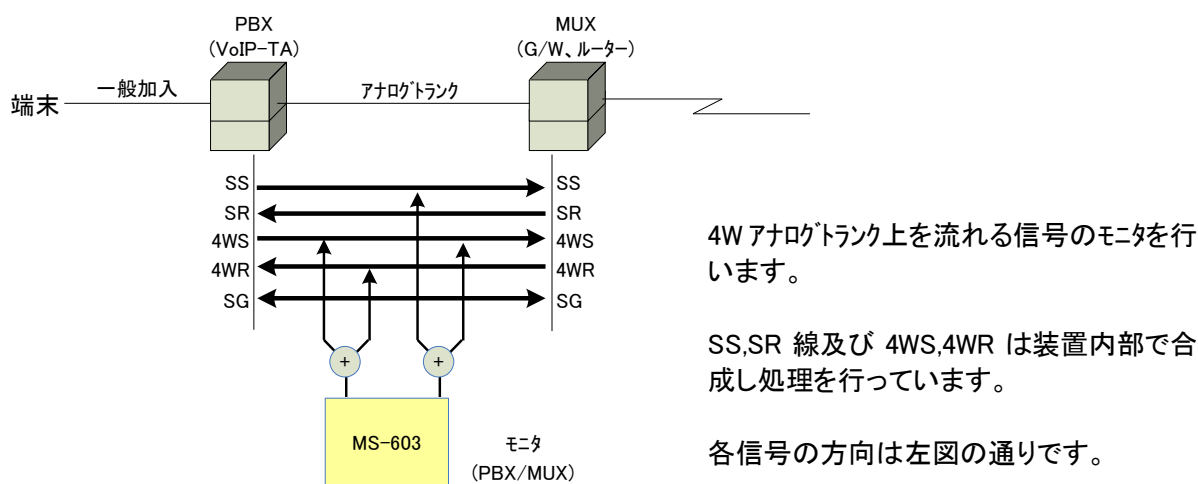 PBX
(VoIP-TA)
MUX
(G/W、ルーター)
端末
一般加入
アナログトランク
SS
SR
4WS
4WR
SG
SS
SR
4WS
4WR
SG
+
+
MS-603
モニタ
(PBX/MUX)
4W アナログトランク上を流れる信号のモニタを行
います。
SS,SR 線及び 4WS,4WR は装置内部で合
成し処理を行っています。
各信号の方向は左図の通りです。